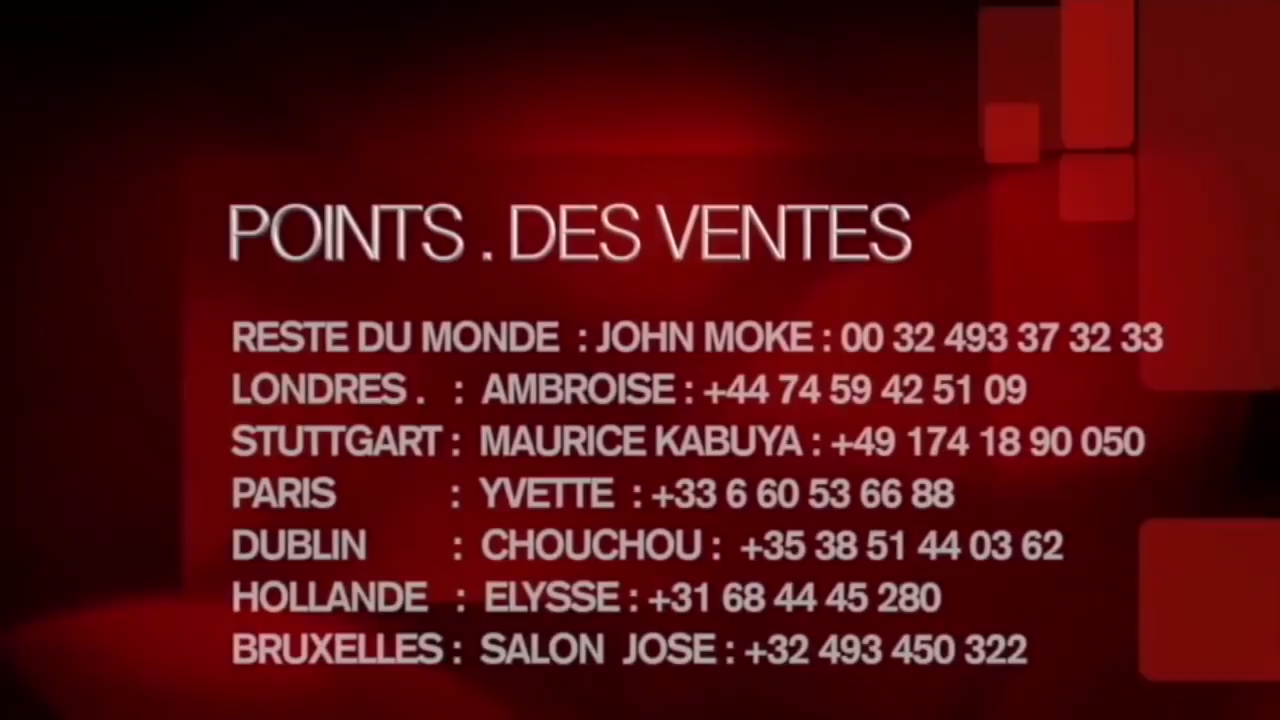 POINTS . DES VENTES
RESTE DU MONDE : JOHN MOKE : 00 32 493 37 32 33
LONDRES . : AMBROISE : +44 74 59 42 51 09
STUTTGART : MAURICE KABUYA : +49 174 18 90 050
PARIS : YVETTE : +33 6 60 53 66 88
DUBLIN : CHOUCHOU : +35 38 51 44 03 62
HOLLANDE : ELYSSE : +31 68 44 45 280
BRUXELLES : SALON JOSE : +32 493 450 322